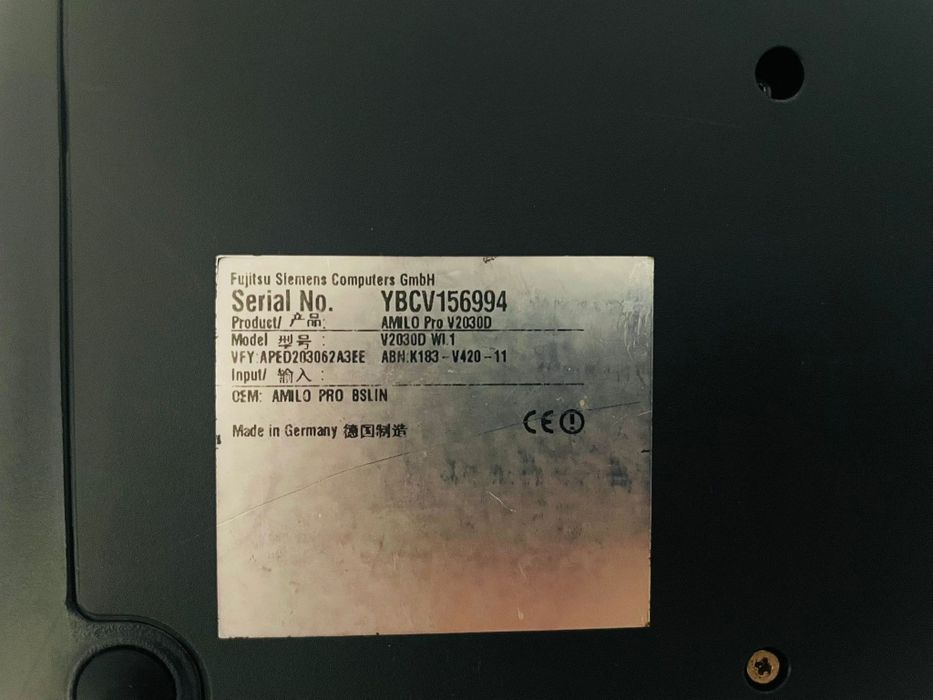 Fujitsu Siemens Computers GmbH
Serial No. YBCV156994
Product/ 产品: AMILO Pro V2030D
Model 型号: V2030D WI.1
VFY:APED203062A3EE ABN:K183-V420-11
Input/ 输入:
OEM: AMILO PRO BSLIN
Made in Germany 德国制造 CE